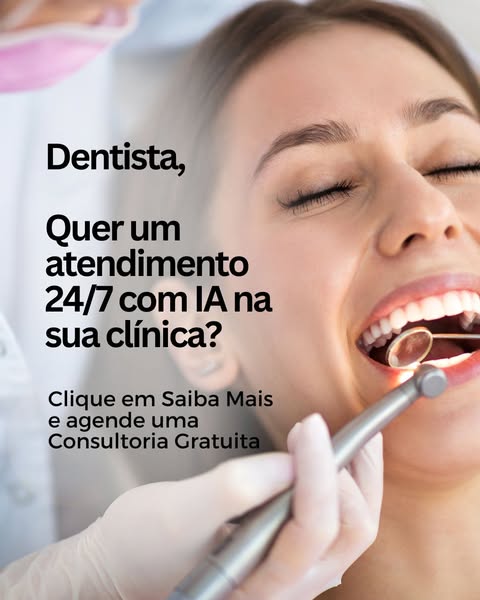 Dentista,
Quer um
atendimento
24/7 com IA na
sua clínica?
Clique em Saiba Mais
e agende uma
Consultoria Gratuita